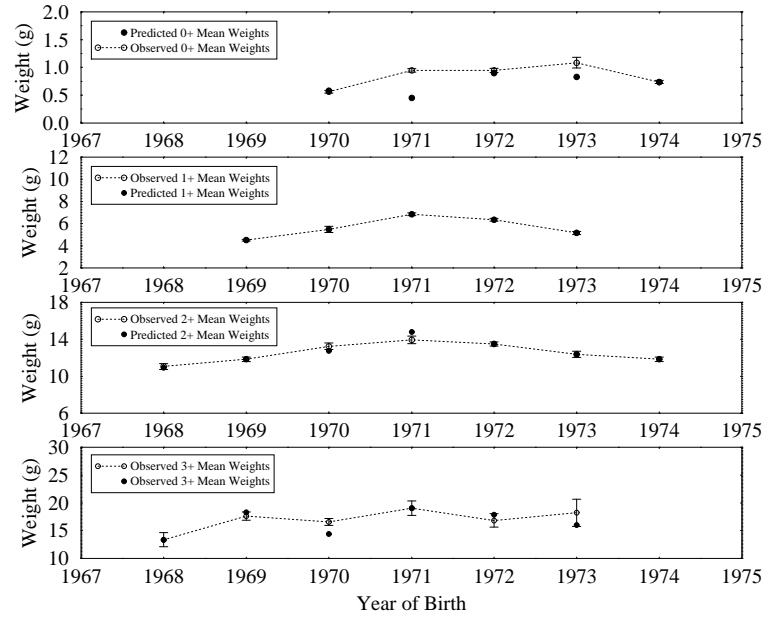 2.0
1.5
1.0
0.5
0.0
Weight (g)
Predicted 0+ Mean Weights
Observed 0+ Mean Weights
1967 1968 1969 1970 1971 1972 1973 1974 1975
12
10
8
6
4
2
Weight (g)
Observed 1+ Mean Weights
Predicted 1+ Mean Weights
1967 1968 1969 1970 1971 1972 1973 1974 1975
18
14
10
6
Weight (g)
Observed 2+ Mean Weights
Predicted 2+ Mean Weights
1967 1968 1969 1970 1971 1972 1973 1974 1975
30
25
20
15
10
Weight (g)
Observed 3+ Mean Weights
Observed 3+ Mean Weights
1967 1968 1969 1970 1971 1972 1973 1974 1975
Year of Birth